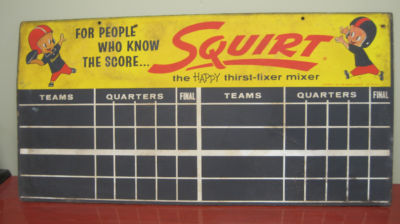 FOR PEOPLE
WHO KNOW
THE SCORE...
SQUIRT
the HAPPY thirst-fixer mixer
TEAMS QUARTERS FINAL TEAMS QUARTERS FINAL